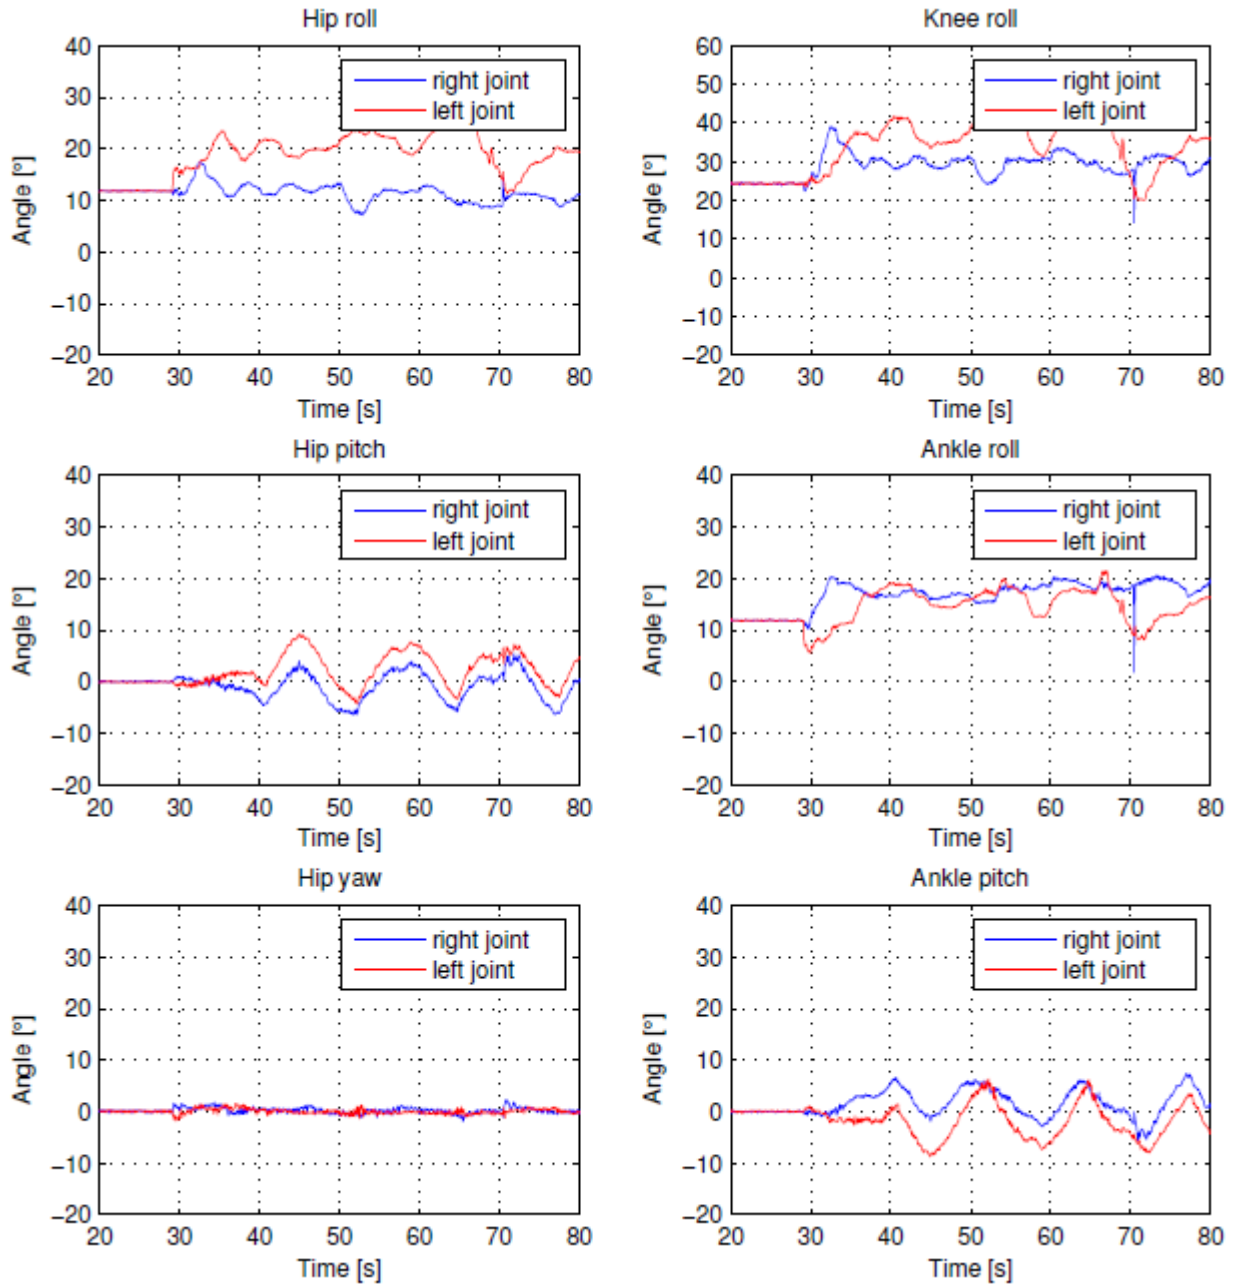 Hip roll
40
30
20
10
0
−10
−20
Angle [°]
right joint
left joint
20 30 40 50 60 70 80
Time [s]
Knee roll
60
50
40
30
20
10
0
−10
−20
Angle [°]
right joint
left joint
20 30 40 50 60 70 80
Time [s]
Hip pitch
40
30
20
10
0
−10
−20
Angle [°]
right joint
left joint
20 30 40 50 60 70 80
Time [s]
Ankle roll
40
30
20
10
0
−10
−20
Angle [°]
right joint
left joint
20 30 40 50 60 70 80
Time [s]
Hip yaw
40
30
20
10
0
−10
−20
Angle [°]
right joint
left joint
20 30 40 50 60 70 80
Time [s]
Ankle pitch
40
30
20
10
0
−10
−20
Angle [°]
right joint
left joint
20 30 40 50 60 70 80
Time [s]